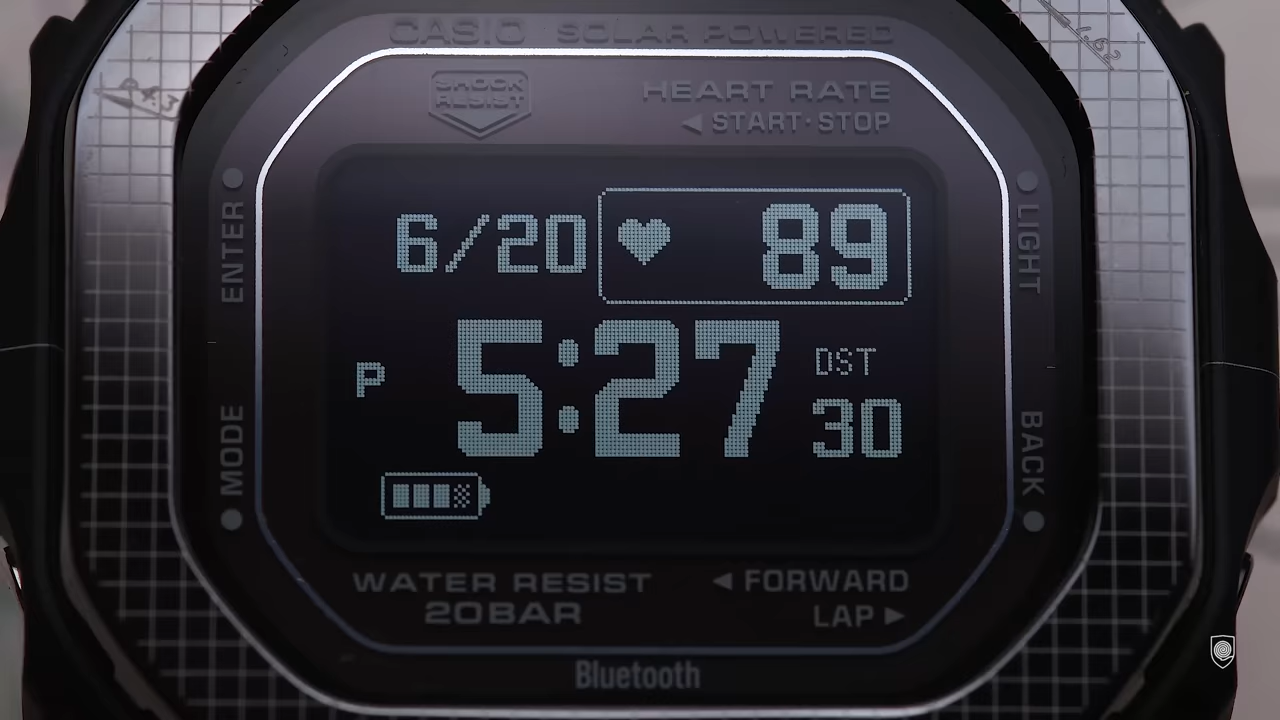 CASIO SOLAR POWERED
SHOCK
RESIST
HEART RATE
◀ START·STOP
ENTER
LIGHT
6/20 89
P 5:27 DST
30
MODE
BACK
WATER RESIST
20BAR
◀ FORWARD
LAP ▶
Bluetooth